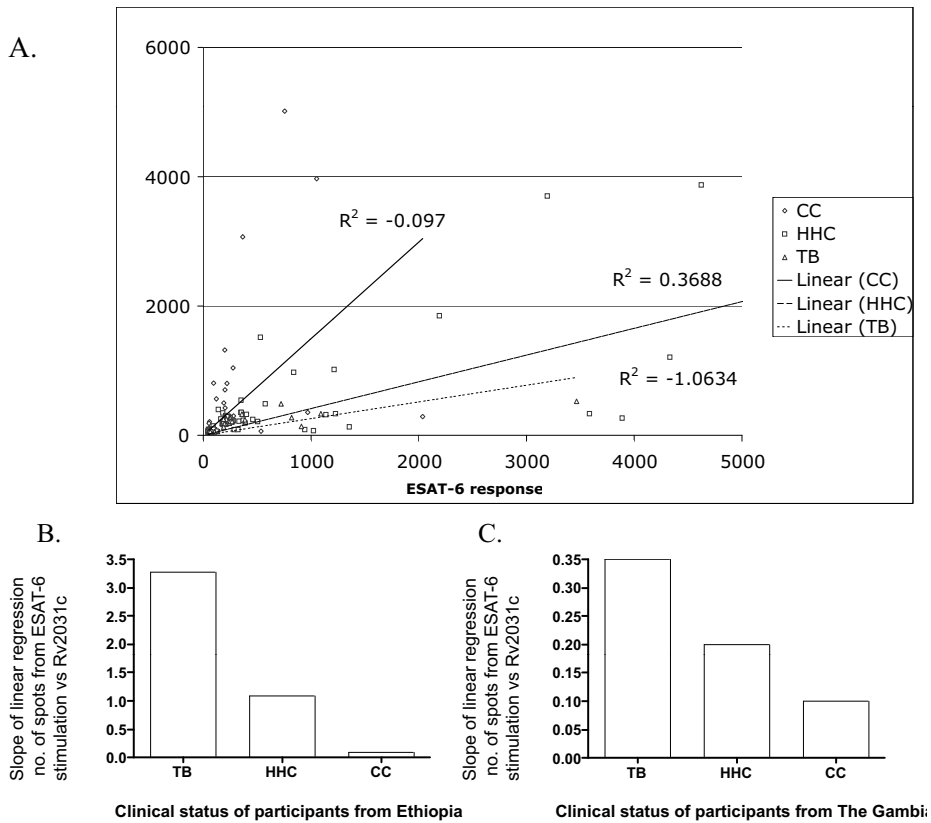 A.
6000
4000
2000
0
R² = -0.097
R² = 0.3688
R² = -1.0634
0 1000 2000 3000 4000 5000
ESAT-6 response
CC
HHC
TB
Linear (CC)
Linear (HHC)
Linear (TB)
B.
Slope of linear regression
no. of spots from ESAT-6
stimulation vs Rv2031c
3.5
3.0
2.5
2.0
1.5
1.0
0.5
0.0
TB HHC CC
Clinical status of participants from Ethiopia
C.
Slope of linear regression
no. of spots from ESAT-6
stimulation vs Rv2031c
0.35
0.30
0.25
0.20
0.15
0.10
0.05
0.00
TB HHC CC
Clinical status of participants from The Gambia